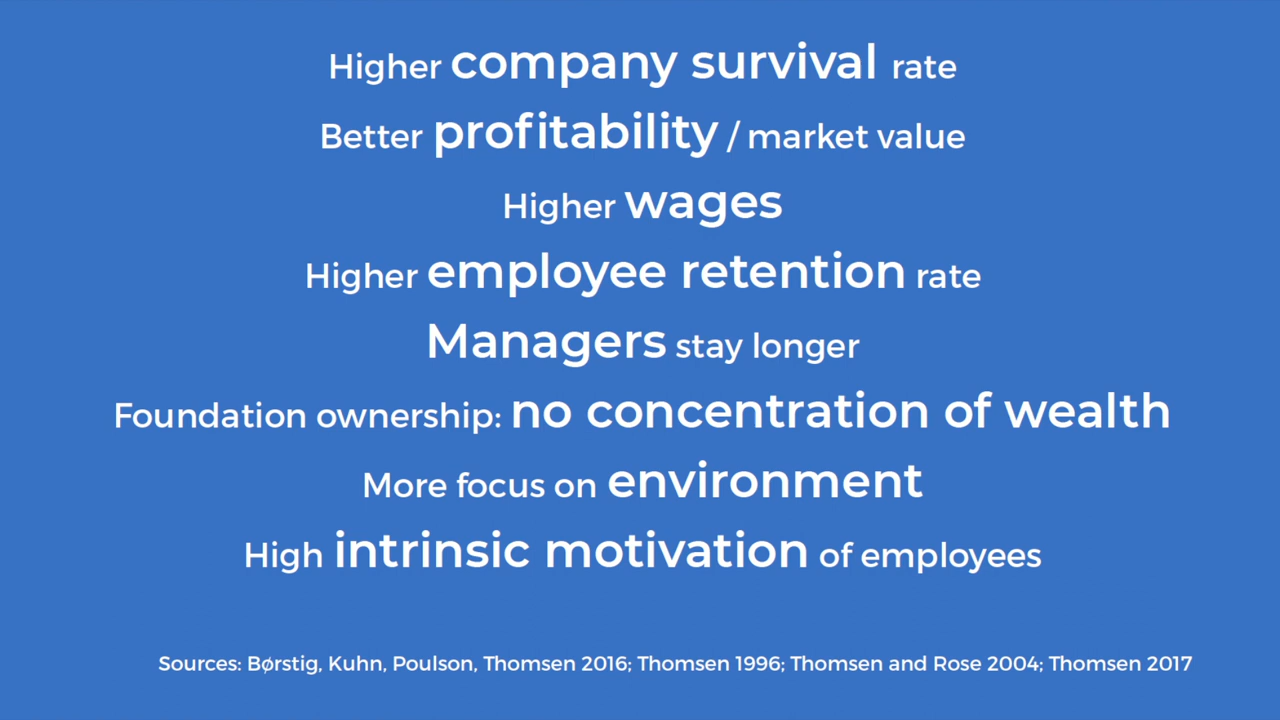 Higher company survival rate
Better profitability / market value
Higher wages
Higher employee retention rate
Managers stay longer
Foundation ownership: no concentration of wealth
More focus on environment
High intrinsic motivation of employees
Sources: Børstig, Kuhn, Poulson, Thomsen 2016; Thomsen 1996; Thomsen and Rose 2004; Thomsen 2017